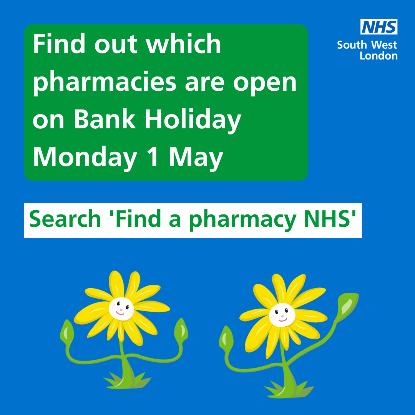 Find out which
pharmacies are open
on Bank Holiday
Monday 1 May
NHS
South West
London
Search 'Find a pharmacy NHS'